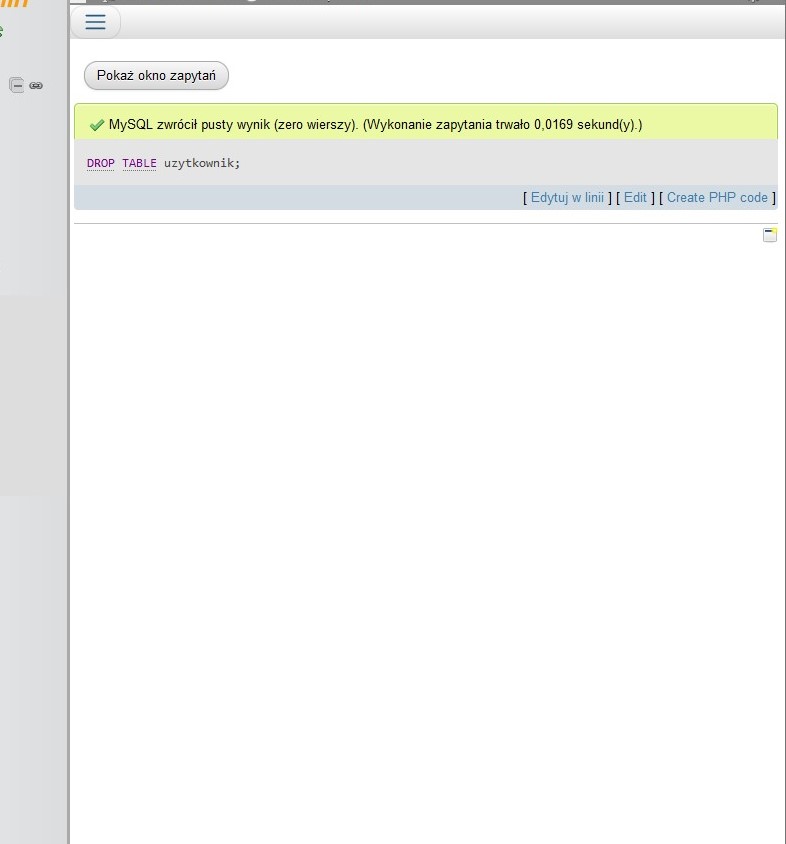 Pokaż okno zapytań
MySQL zwrócił pusty wynik (zero wierszy). (Wykonanie zapytania trwało 0,0169 sekund(y).)
DROP TABLE uzytkownik;
[ Edytuj w linii ] [ Edit ] [ Create PHP code ]